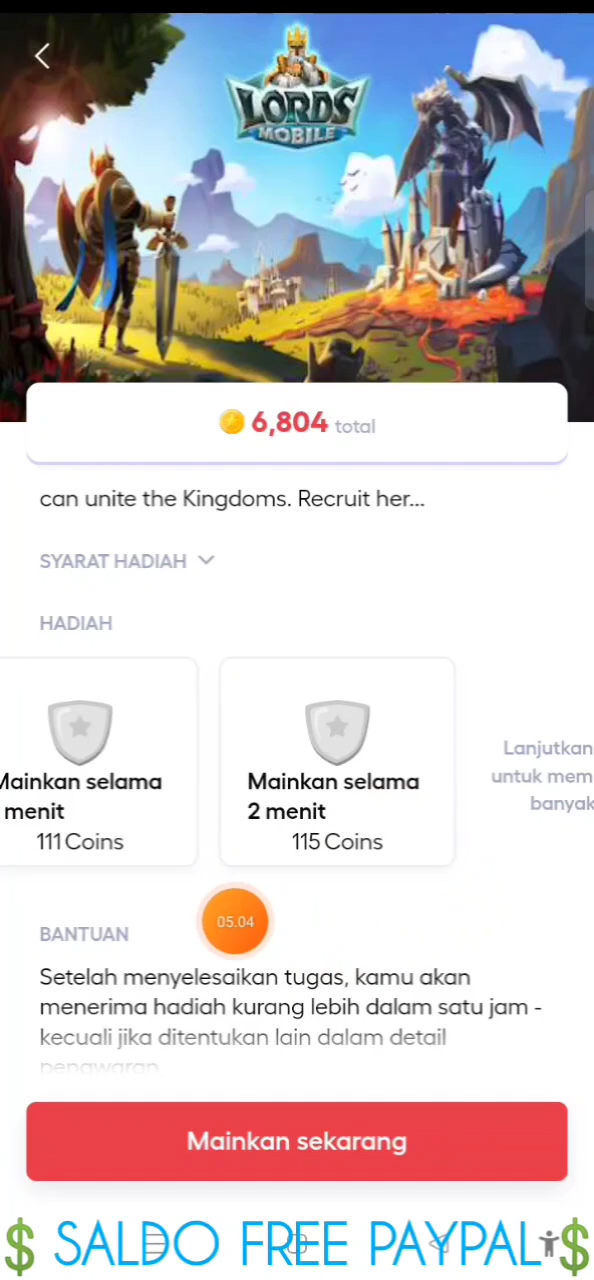 LORDS
MOBILE
6,804 total
can unite the Kingdoms. Recruit her...
SYARAT HADIAH
HADIAH
Mainkan selama
menit
111 Coins
Mainkan selama
2 menit
115 Coins
Lanjutkan
untuk mem
banyak
05.04
BANTUAN
Setelah menyelesaikan tugas, kamu akan
menerima hadiah kurang lebih dalam satu jam -
kecuali jika ditentukan lain dalam detail
penawaran
Mainkan sekarang
$ SALDO FREE PAYPAL $